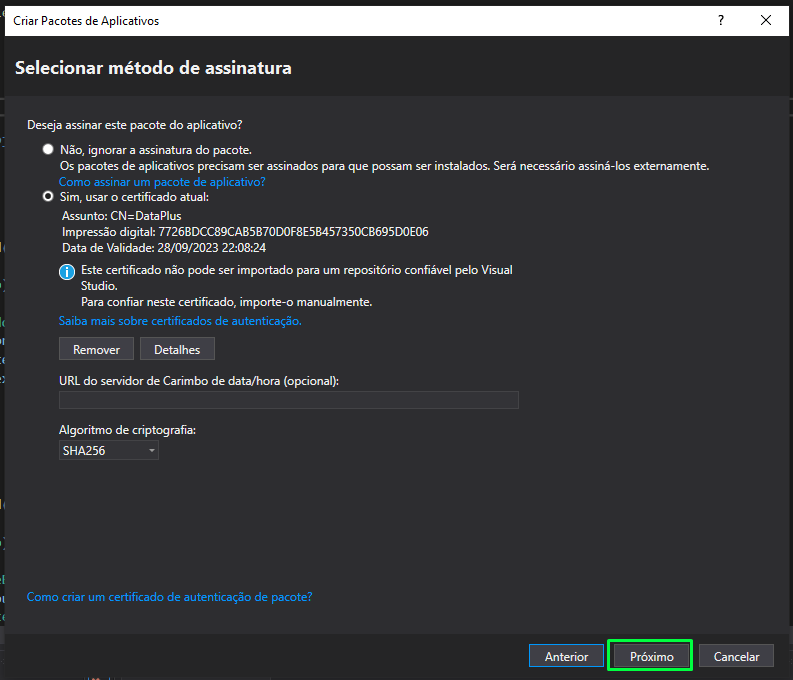 Criar Pacotes de Aplicativos
?
Selecionar método de assinatura
Deseja assinar este pacote do aplicativo?
Não, ignorar a assinatura do pacote.
Os pacotes de aplicativos precisam ser assinados para que possam ser instalados. Será necessário assiná-los externamente.
Como assinar um pacote de aplicativo?
Sim, usar o certificado atual:
Assunto: CN=DataPlus
Impressão digital: 7726BDCC89CAB5B70D0F8E5B457350CB695D0E06
Data de Validade: 28/09/2023 22:08:24
Este certificado não pode ser importado para um repositório confiável pelo Visual
Studio.
Para confiar neste certificado, importe-o manualmente.
Saiba mais sobre certificados de autenticação.
Remover Detalhes
URL do servidor de Carimbo de data/hora (opcional):
Algoritmo de criptografia:
SHA256
Como criar um certificado de autenticação de pacote?
Anterior Próximo Cancelar